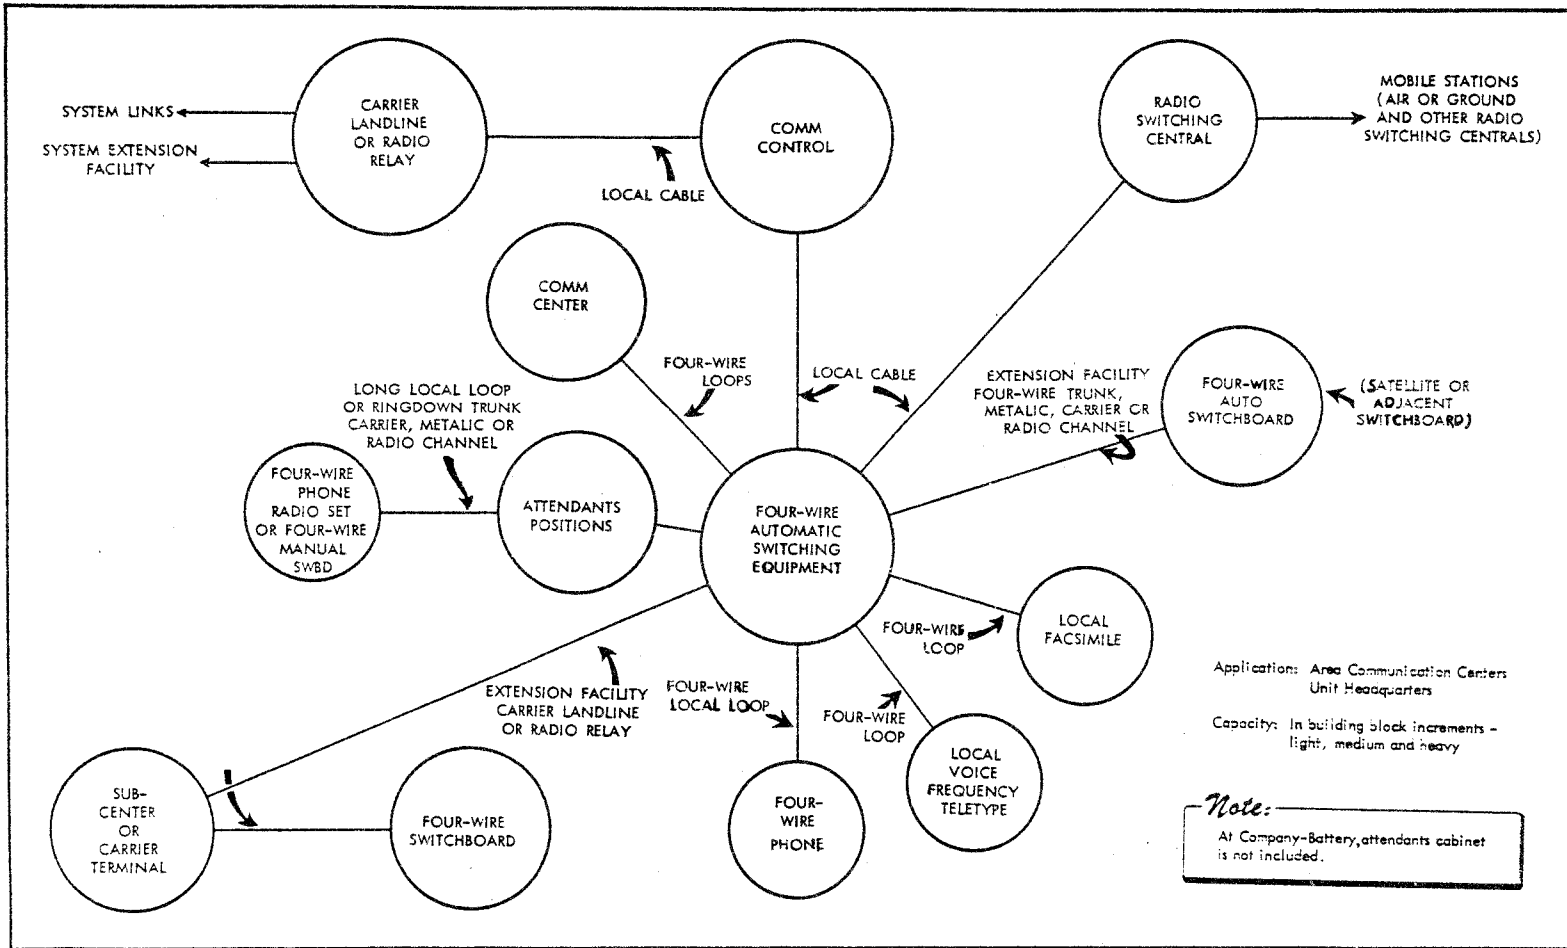 SYSTEM LINKS
SYSTEM EXTENSION
FACILITY
CARRIER
LANDLINE
OR RADIO
RELAY
LOCAL CABLE
COMM
CONTROL
RADIO
SWITCHING
CENTRAL
MOBILE STATIONS
(AIR OR GROUND
AND OTHER RADIO
SWITCHING CENTRALS)
COMM
CENTER
FOUR-WIRE
LOOPS
LOCAL CABLE
EXTENSION FACILITY
FOUR-WIRE TRUNK,
METALIC, CARRIER OR
RADIO CHANNEL
FOUR-WIRE
AUTO
SWITCHBOARD
(SATELLITE OR
ADJACENT
SWITCHBOARD)
LONG LOCAL LOOP
OR RINGDOWN TRUNK
CARRIER, METALIC OR
RADIO CHANNEL
FOUR-WIRE
PHONE
RADIO SET
OR FOUR-WIRE
MANUAL
SWBD
ATTENDANTS
POSITIONS
FOUR-WIRE
AUTOMATIC
SWITCHING
EQUIPMENT
FOUR-WIRE
LOOP
LOCAL
FACSIMILE
EXTENSION FACILITY
CARRIER LANDLINE
OR RADIO RELAY
FOUR-WIRE
LOCAL LOOP
FOUR-WIRE
LOOP
SUB-
CENTER
OR
CARRIER
TERMINAL
FOUR-WIRE
SWITCHBOARD
FOUR-
WIRE
PHONE
LOCAL
VOICE
FREQUENCY
TELETYPE
Application: Area Communication Centers
Unit Headquarters
Capacity: In building block increments -
light, medium and heavy
Note:
At Company-Battery, attendants cabinet
is not included.